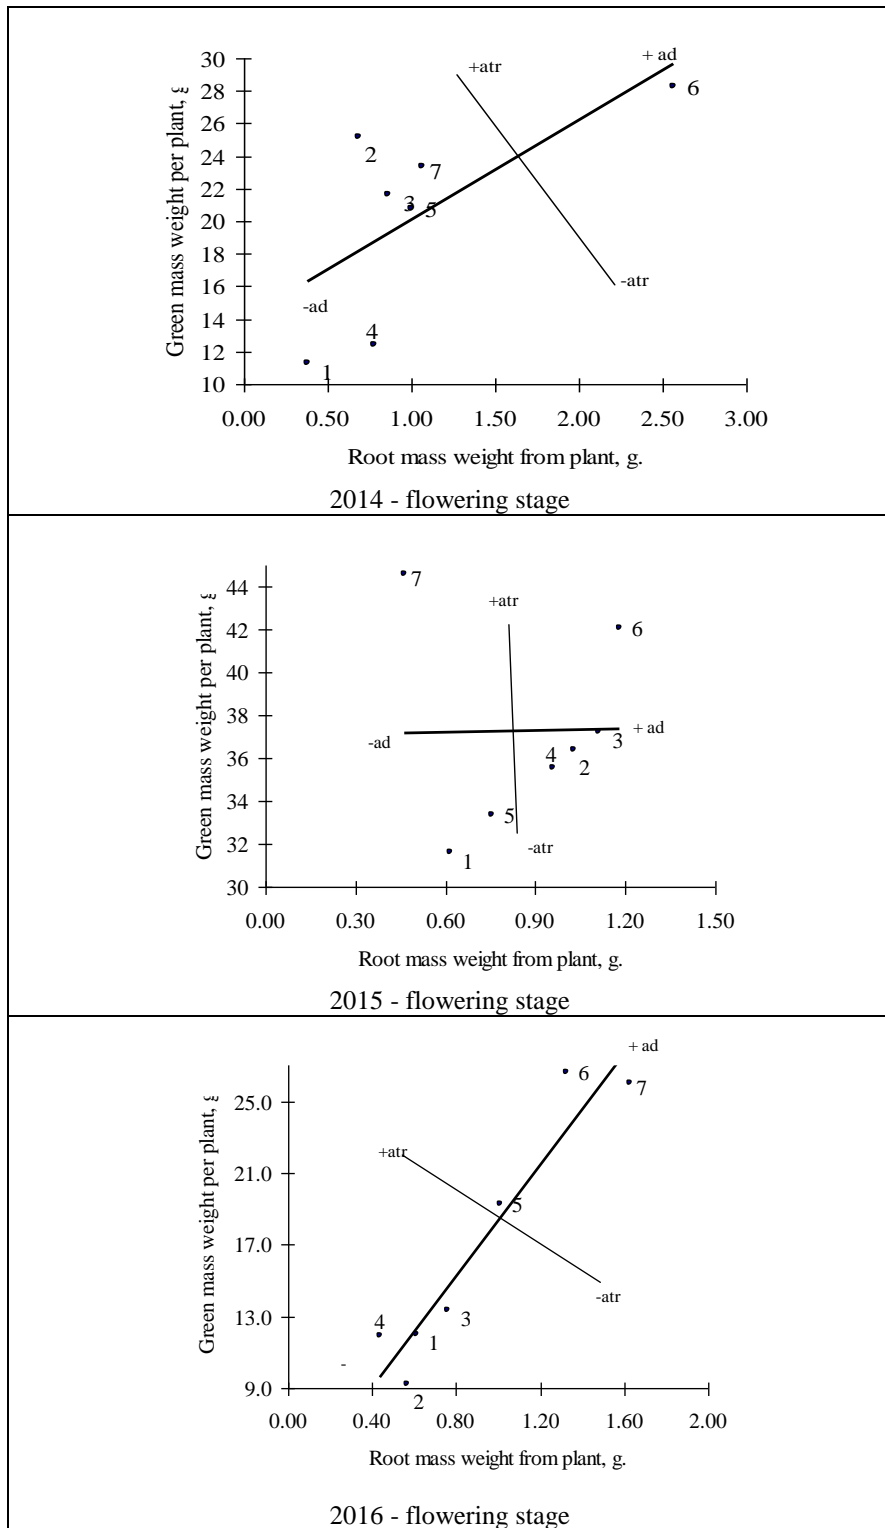 +atr
+ ad
30
28
6
26
24
2
7
22
3
5
20
18
-atr
16
-ad
14
4
12
1
10
0.00 0.50 1.00 1.50 2.00 2.50 3.00
Green mass weight per plant,
Root mass weight from plant, g.
2014 - flowering stage
44
7
+atr
42
6
40
38
-ad
+ ad
3
36
4
2
34
5
-atr
32
1
30
0.00 0.30 0.60 0.90 1.20 1.50
Green mass weight per plant,
Root mass weight from plant, g.
2015 - flowering stage
+ ad
6
7
25.0
+atr
21.0
5
17.0
-atr
13.0
4
3
1
-
9.0
2
0.00 0.40 0.80 1.20 1.60 2.00
Green mass weight per plant,
Root mass weight from plant, g.
2016 - flowering stage